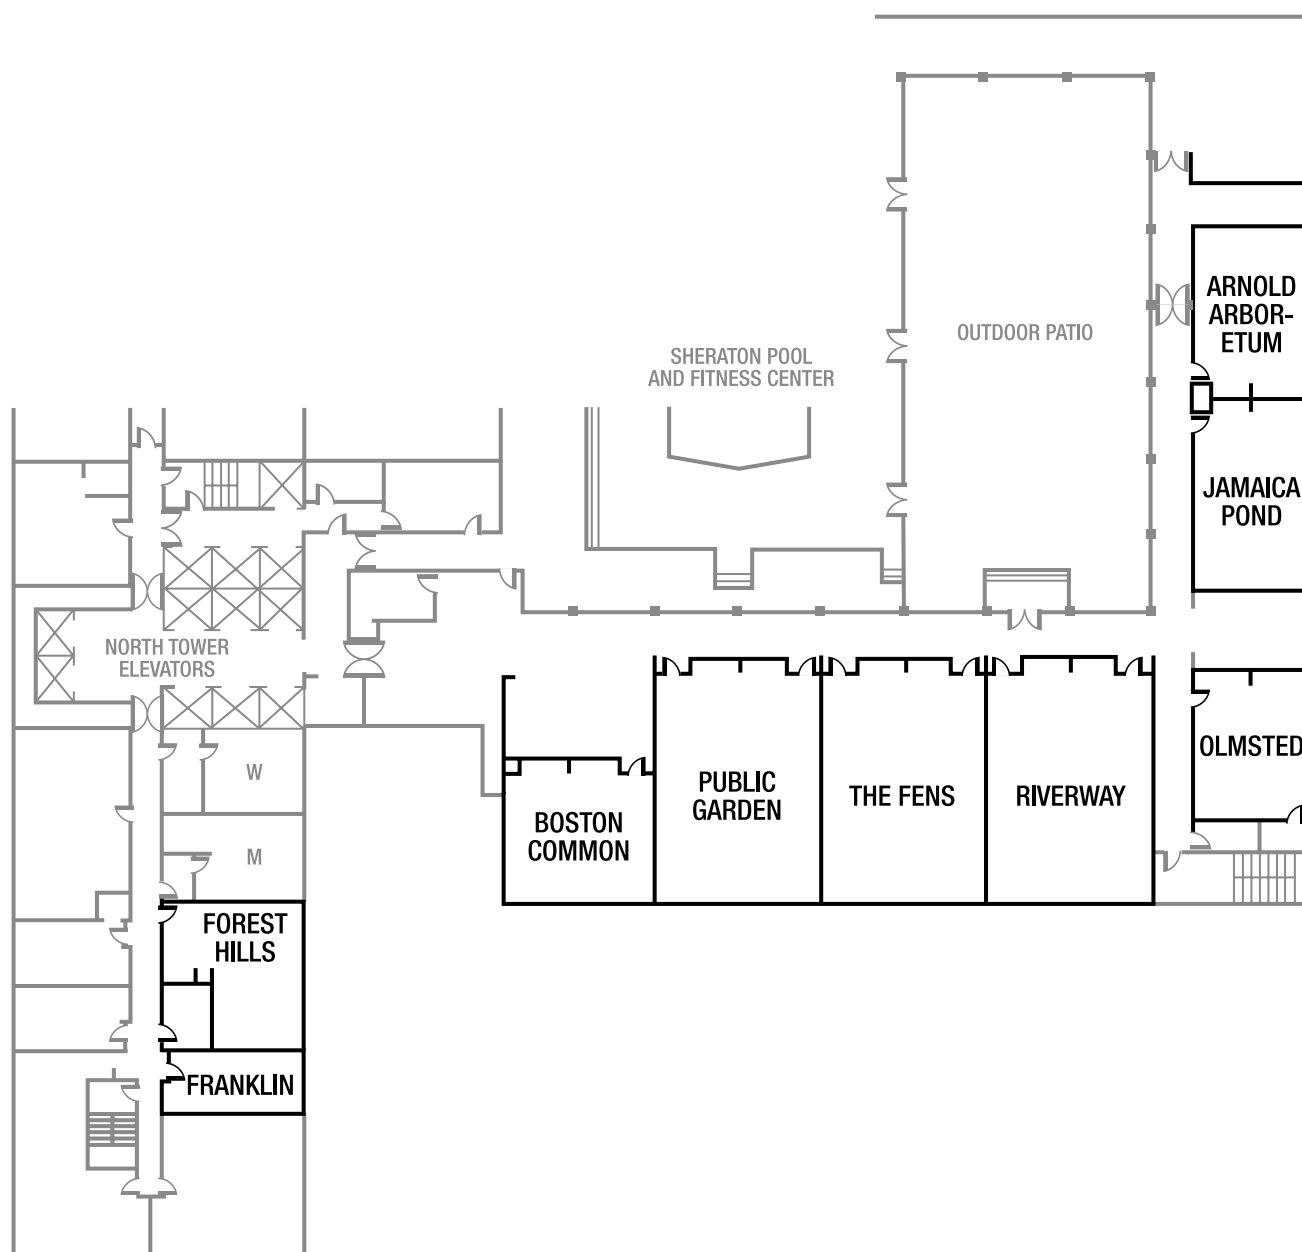 ARNOLD
ARBOR-
ETUM
OUTDOOR PATIO
SHERATON POOL
AND FITNESS CENTER
JAMAICA
POND
NORTH TOWER
ELEVATORS
OLMSTED
W
PUBLIC
GARDEN
THE FENS
RIVERWAY
BOSTON
COMMON
M
FOREST
HILLS
FRANKLIN